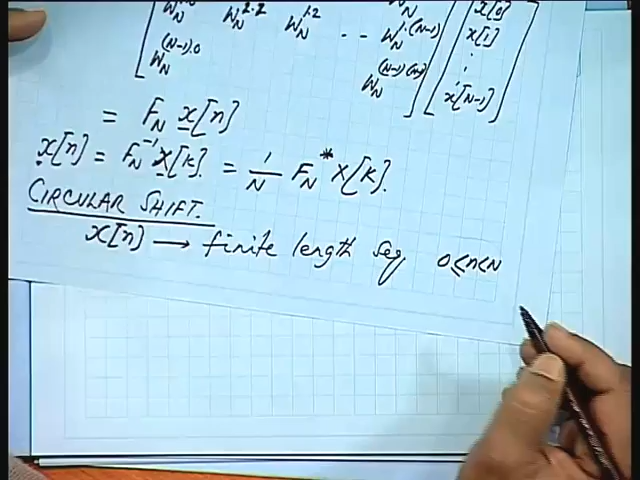 W_N^{2·2} W_N^{1·2} ·· W_N^{1·(N-1)} x[0]
W_N^{(N-1)·0} x[1]
W_N^{(N-1)(N-1)} :
x[N-1]
= F_N x[n]
x[n] = F_N^{-1} X[k]. = 1/N F_N^* X[k].
CIRCULAR SHIFT.
x[n] → finite length seq 0≤n<N